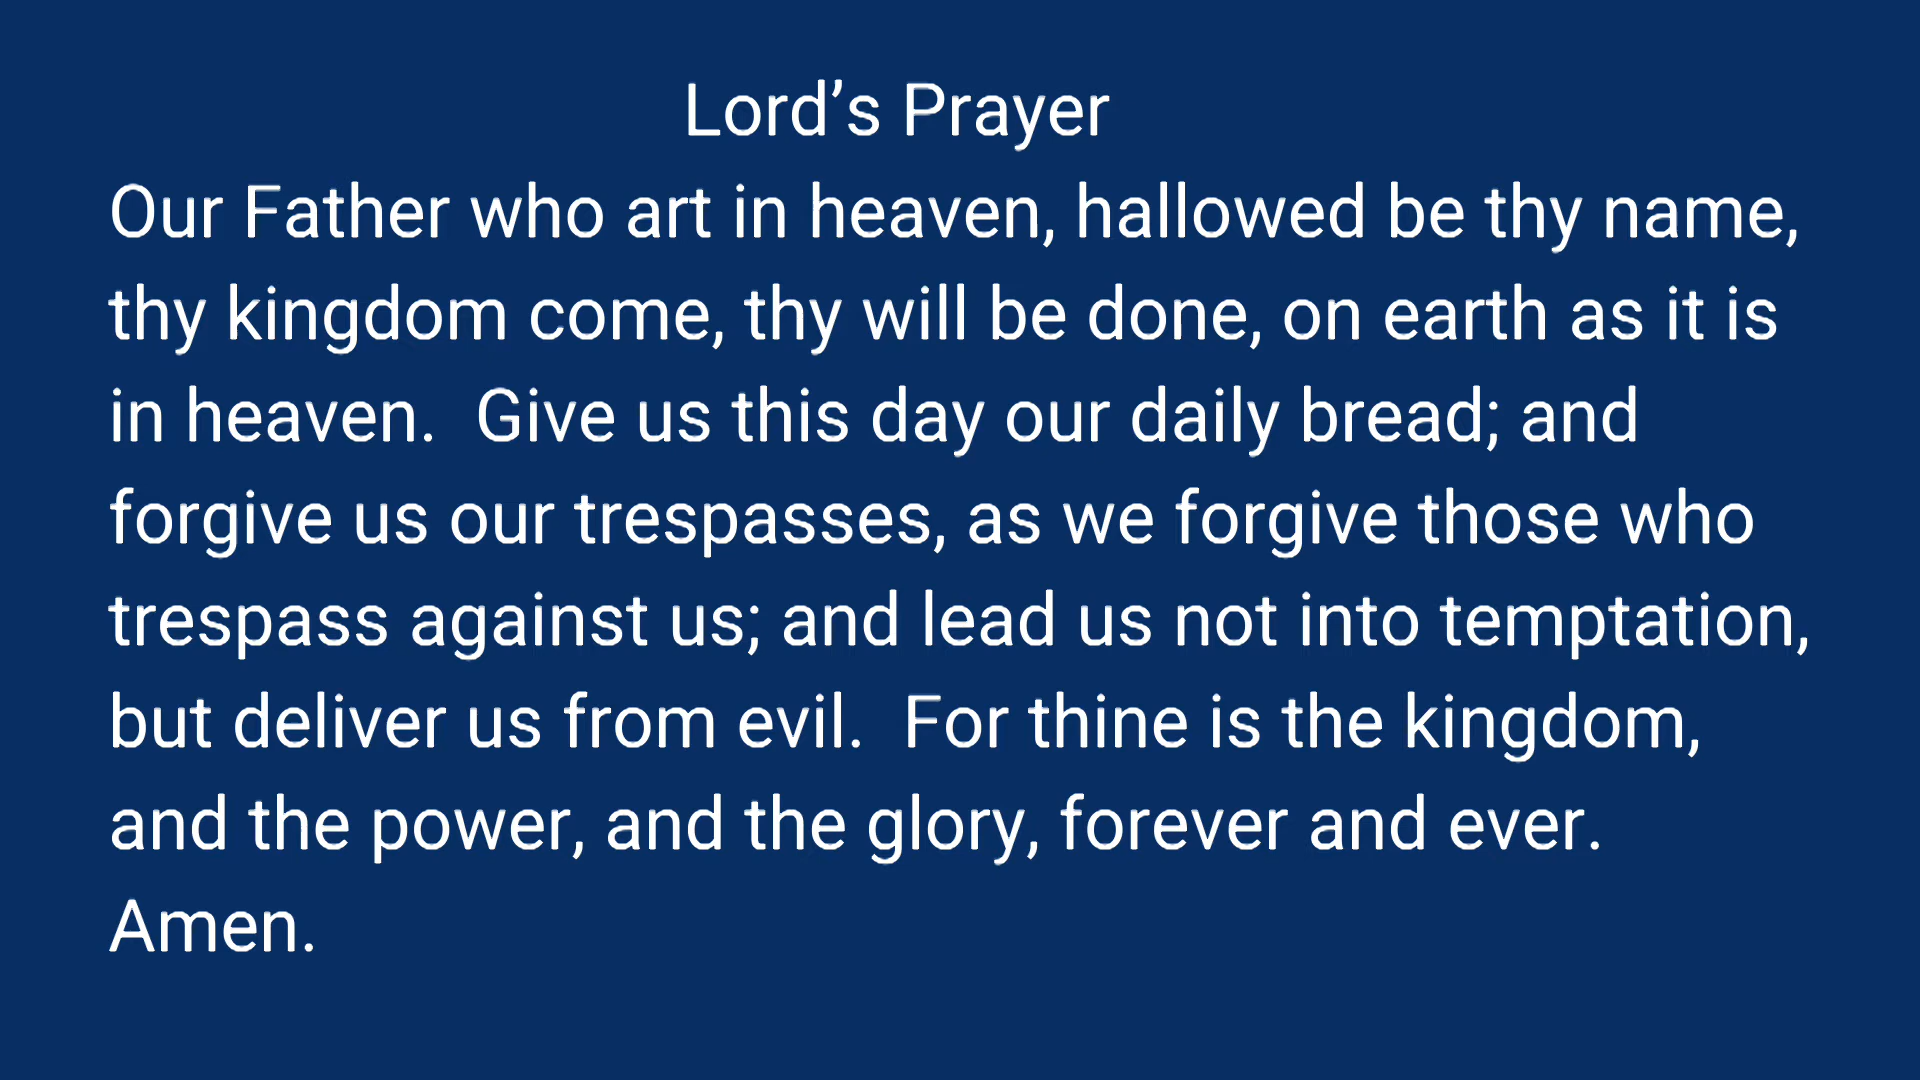 Lord’s Prayer
Our Father who art in heaven, hallowed be thy name,
thy kingdom come, thy will be done, on earth as it is
in heaven.  Give us this day our daily bread; and
forgive us our trespasses, as we forgive those who
trespass against us; and lead us not into temptation,
but deliver us from evil.  For thine is the kingdom,
and the power, and the glory, forever and ever.
Amen.